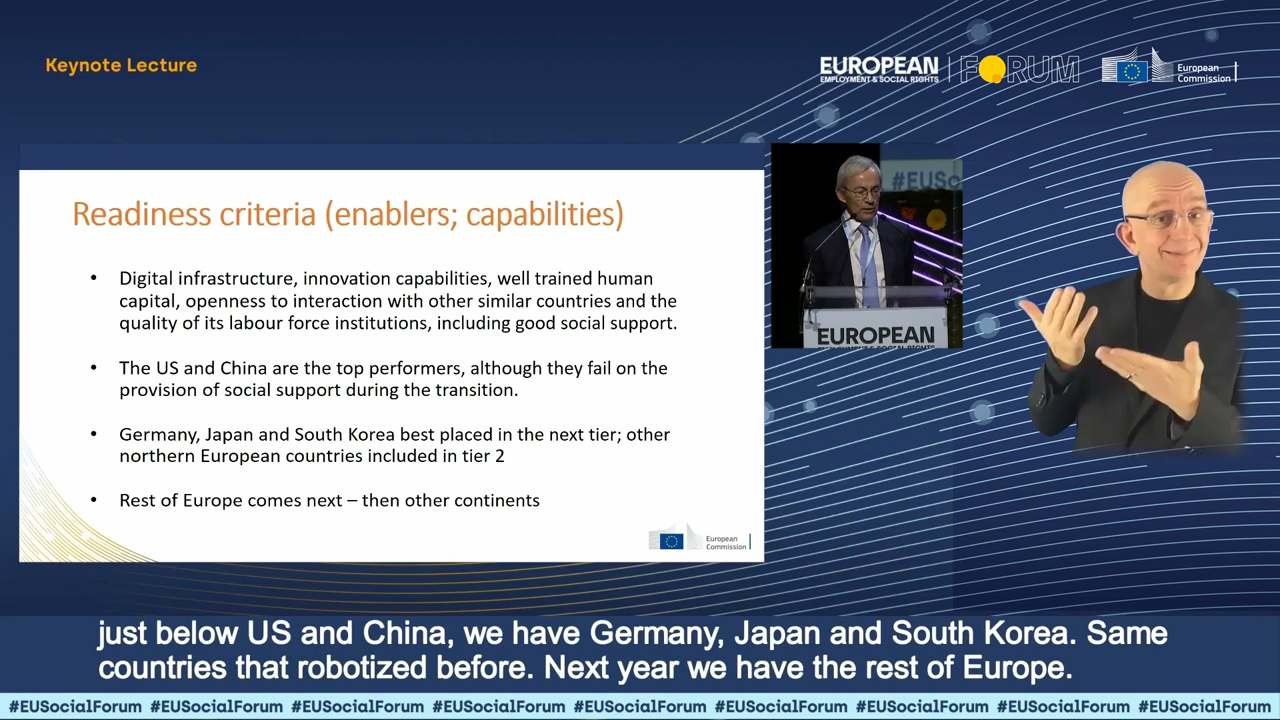 Keynote Lecture
EUROPEAN
EMPLOYMENT & SOCIAL RIGHTS
FORUM
European
Commission
Readiness criteria (enablers; capabilities)
• Digital infrastructure, innovation capabilities, well trained human
capital, openness to interaction with other similar countries and the
quality of its labour force institutions, including good social support.
• The US and China are the top performers, although they fail on the
provision of social support during the transition.
• Germany, Japan and South Korea best placed in the next tier; other
northern European countries included in tier 2
• Rest of Europe comes next – then other continents
European
Commission
#EUSo
EUROPEAN
EMPLOYMENT & SOCIAL RIGHTS
just below US and China, we have Germany, Japan and South Korea. Same
countries that robotized before. Next year we have the rest of Europe.
#EUSocialForum #EUSocialForum #EUSocialForum #EUSocialForum #EUSocialForum #EUSocialForum #EUSocialForum #EUSocialForum #EUSocialForum